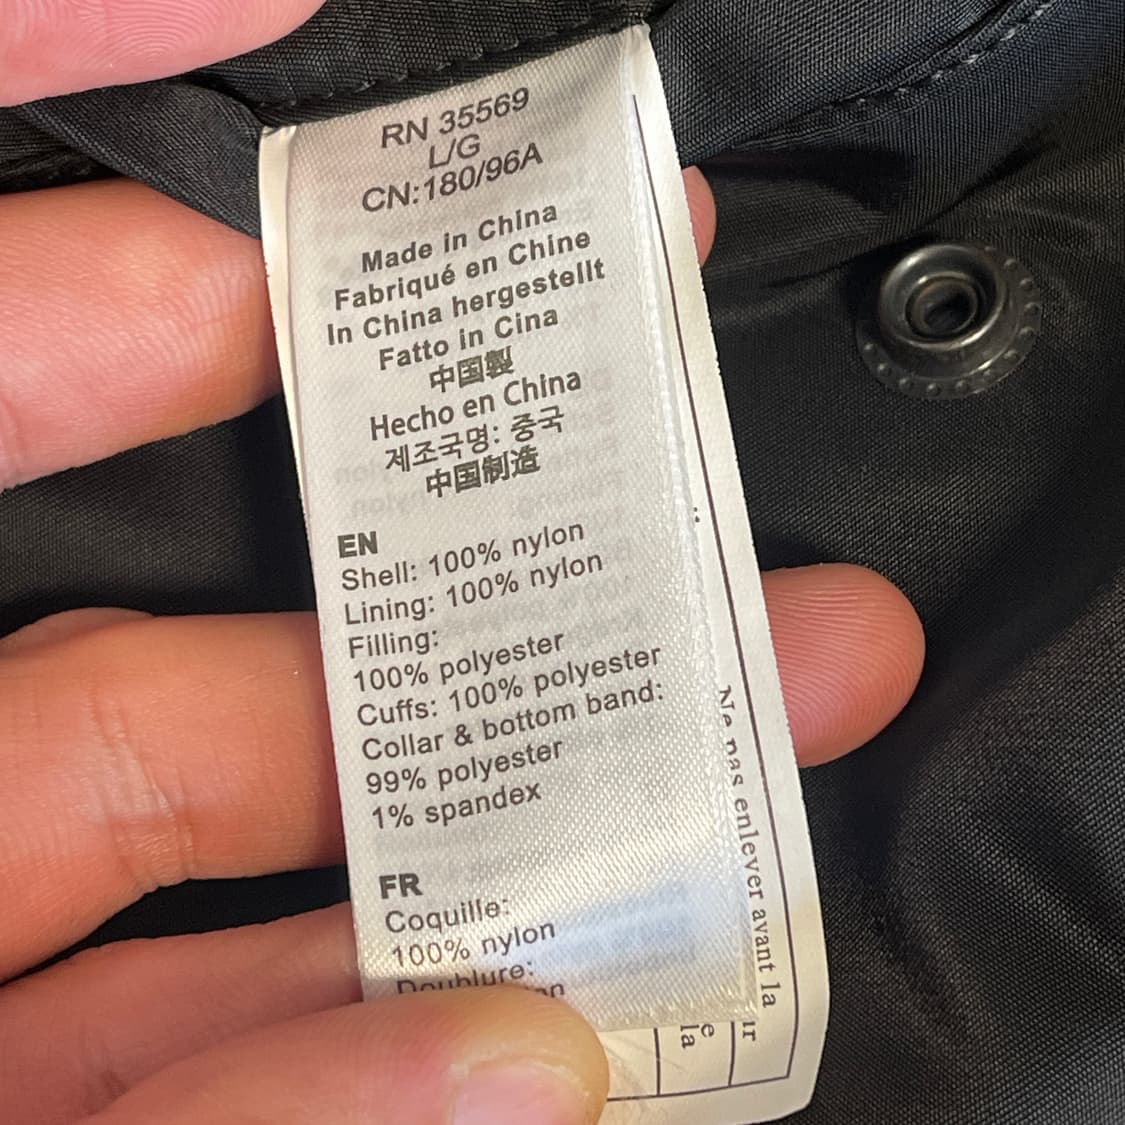 RN 35569
L/G
CN:180/96A
Made in China
Fabriqué en Chine
In China hergestellt
Fatto in Cina
中国製
Hecho en China
제조국명: 중국
中国制造
EN
Shell: 100% nylon
Lining: 100% nylon
Filling:
100% polyester
Cuffs: 100% polyester
Collar & bottom band:
99% polyester
1% spandex
FR
Coquille:
100% nylon
Doublure:
Ne pas enlever avant la
la